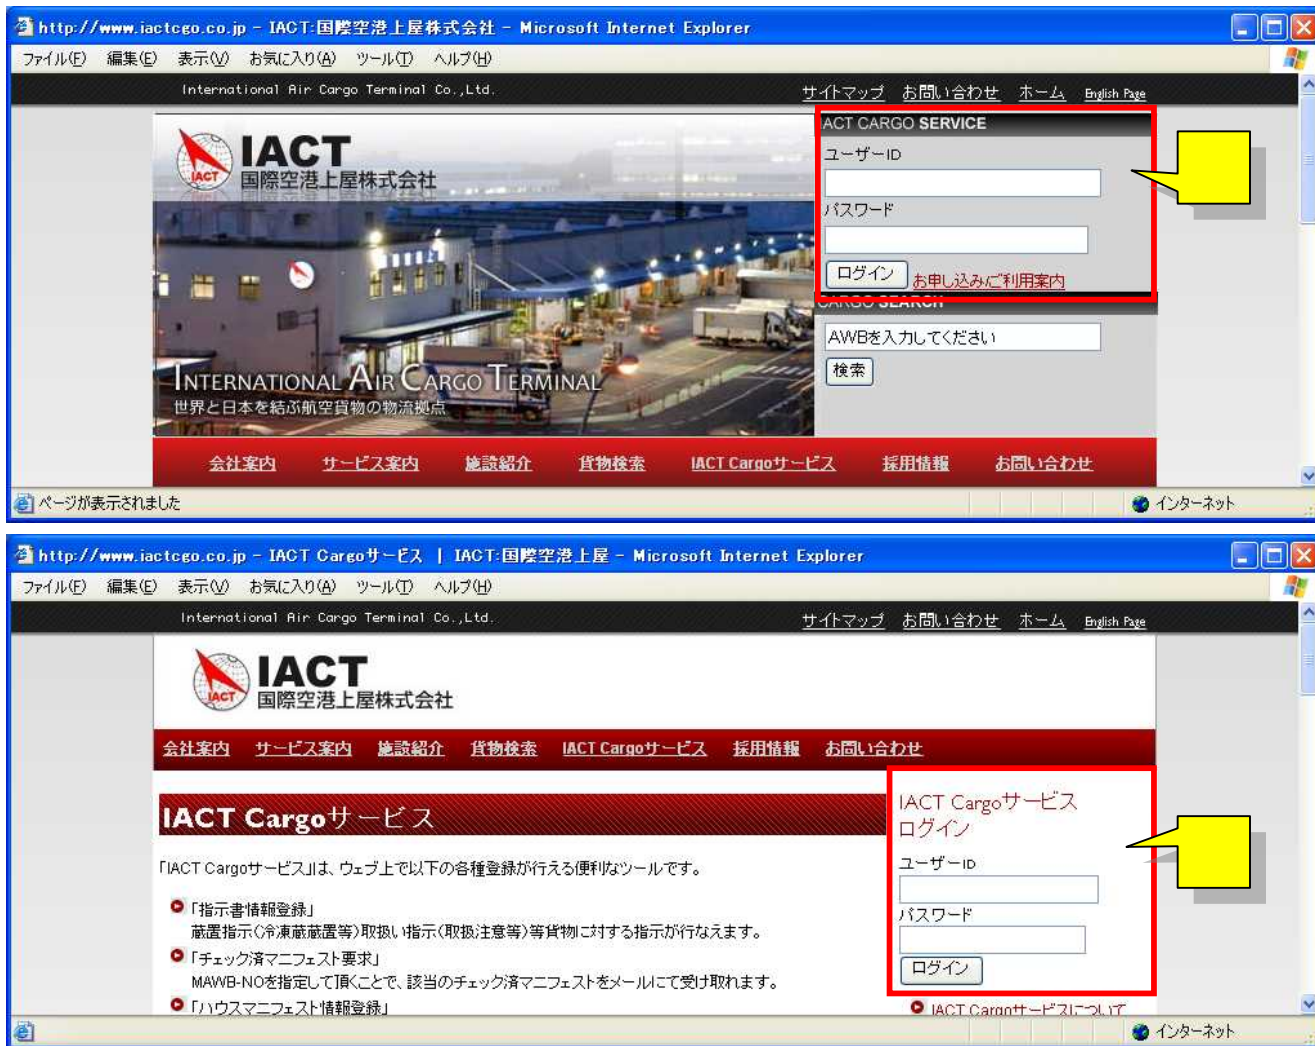 http://www.iactcgo.co.jp - IACT:国際空港上屋株式会社 - Microsoft Internet Explorer
ファイル(F) 編集(E) 表示(V) お気に入り(A) ツール(T) ヘルプ(H)
International Air Cargo Terminal Co.,Ltd.
サイトマップ お問い合わせ ホーム English Page
IACT
IACT
国際空港上屋株式会社
INTERNATIONAL AIR CARGO TERMINAL
世界と日本を結ぶ航空貨物の物流拠点
IACT CARGO SERVICE
ユーザーID
パスワード
ログイン お申し込み/ご利用案内
CARGO SEARCH
AWBを入力してください
検索
会社案内 サービス案内 施設紹介 貨物検索 IACT Cargoサービス 採用情報 お問い合わせ
ページが表示されました
インターネット
http://www.iactcgo.co.jp - IACT Cargoサービス | IACT:国際空港上屋 - Microsoft Internet Explorer
ファイル(F) 編集(E) 表示(V) お気に入り(A) ツール(T) ヘルプ(H)
International Air Cargo Terminal Co.,Ltd.
サイトマップ お問い合わせ ホーム English Page
IACT
IACT
国際空港上屋株式会社
会社案内 サービス案内 施設紹介 貨物検索 IACT Cargoサービス 採用情報 お問い合わせ
IACT Cargoサービス
「IACT Cargoサービス」は、ウェブ上で以下の各種登録が行える便利なツールです。
「指示書情報登録」
蔵置指示(冷凍蔵蔵置等)取扱い指示(取扱注意等)等貨物に対する指示が行なえます。
「チェック済マニフェスト要求」
MAWB-NOを指定して頂くことで、該当のチェック済マニフェストをメールにて受け取れます。
「ハウスマニフェスト情報登録」
IACT Cargoサービス
ログイン
ユーザーID
パスワード
ログイン
IACT Cargoサービスについて
インターネット